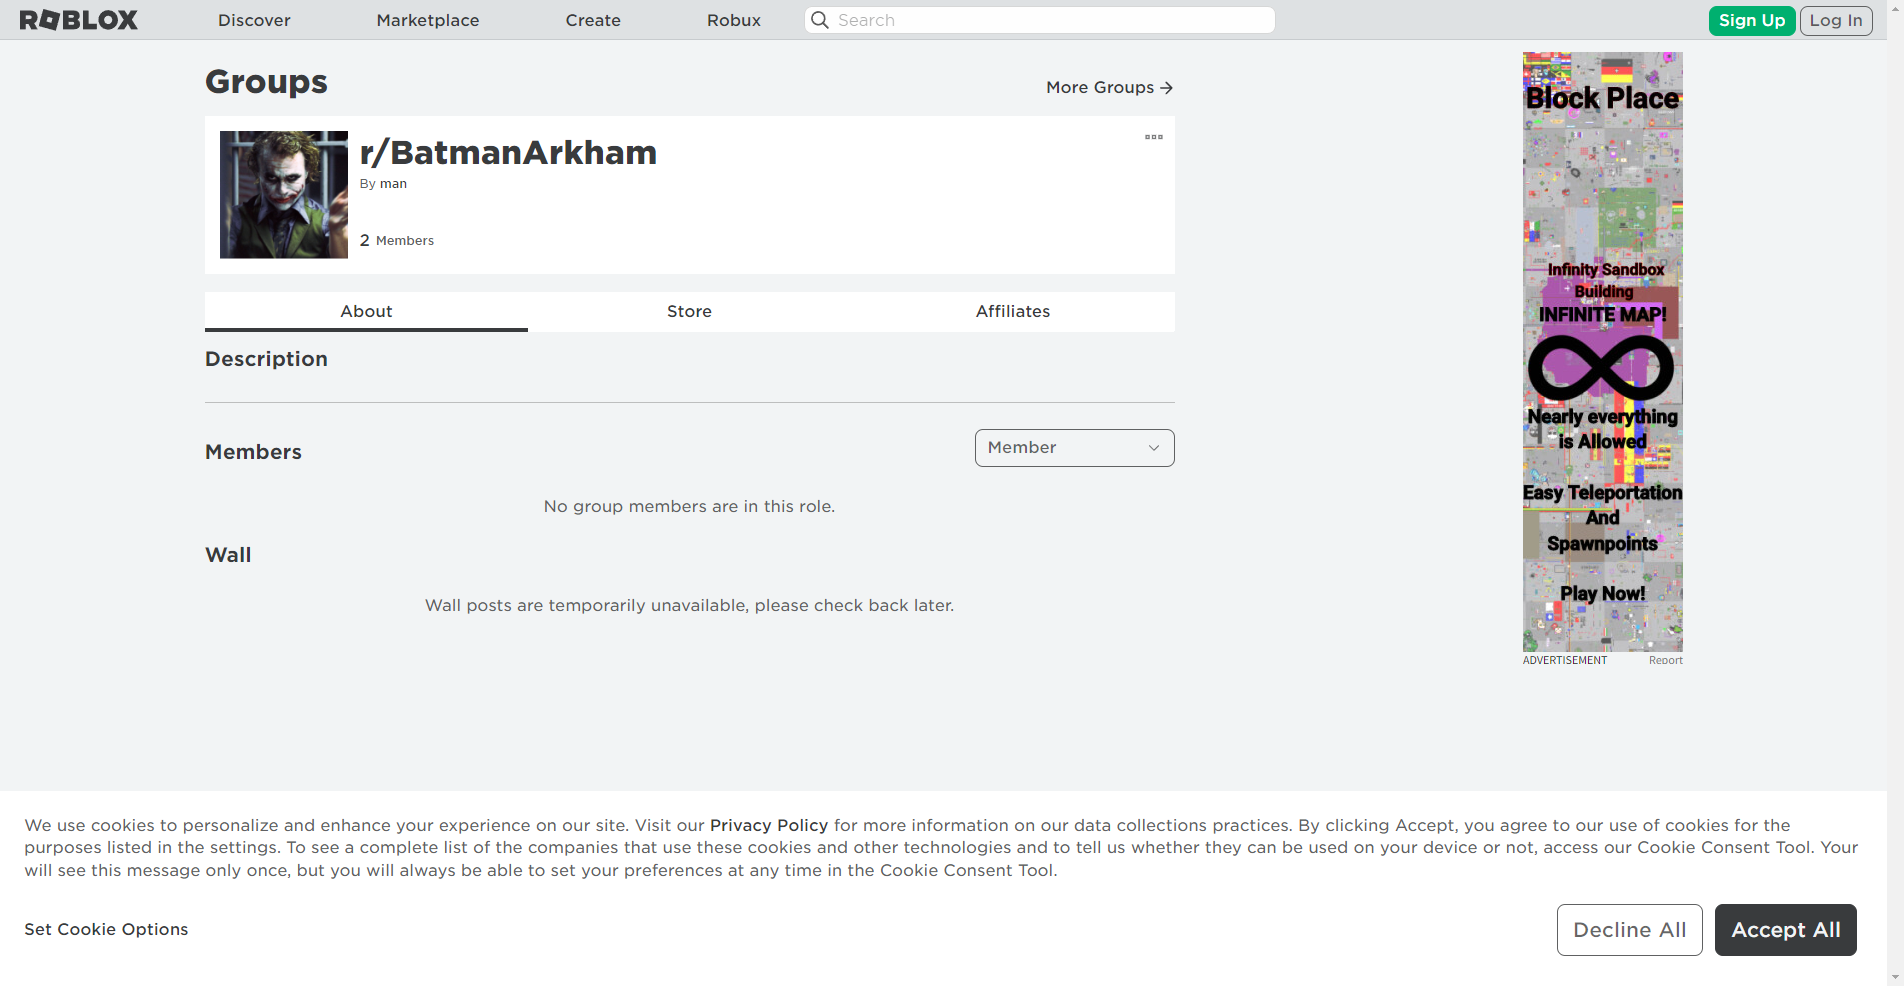 ROBLOX
Discover
Marketplace
Create
Robux
Search
Sign Up
Log In
Groups
More Groups
r/BatmanArkham
By man
2 Members
About
Store
Affiliates
Description
Members
Member
No group members are in this role.
Wall
Wall posts are temporarily unavailable, please check back later.
Block Place
Infinity Sandbox
Building
INFINITE MAP!
Nearly everything
is Allowed
Easy Teleportation
And
Spawnpoints
Play Now!
ADVERTISEMENT
Report
We use cookies to personalize and enhance your experience on our site. Visit our Privacy Policy for more information on our data collections practices. By clicking Accept, you agree to our use of cookies for the
purposes listed in the settings. To see a complete list of the companies that use these cookies and other technologies and to tell us whether they can be used on your device or not, access our Cookie Consent Tool. Your
will see this message only once, but you will always be able to set your preferences at any time in the Cookie Consent Tool.
Set Cookie Options
Decline All
Accept All